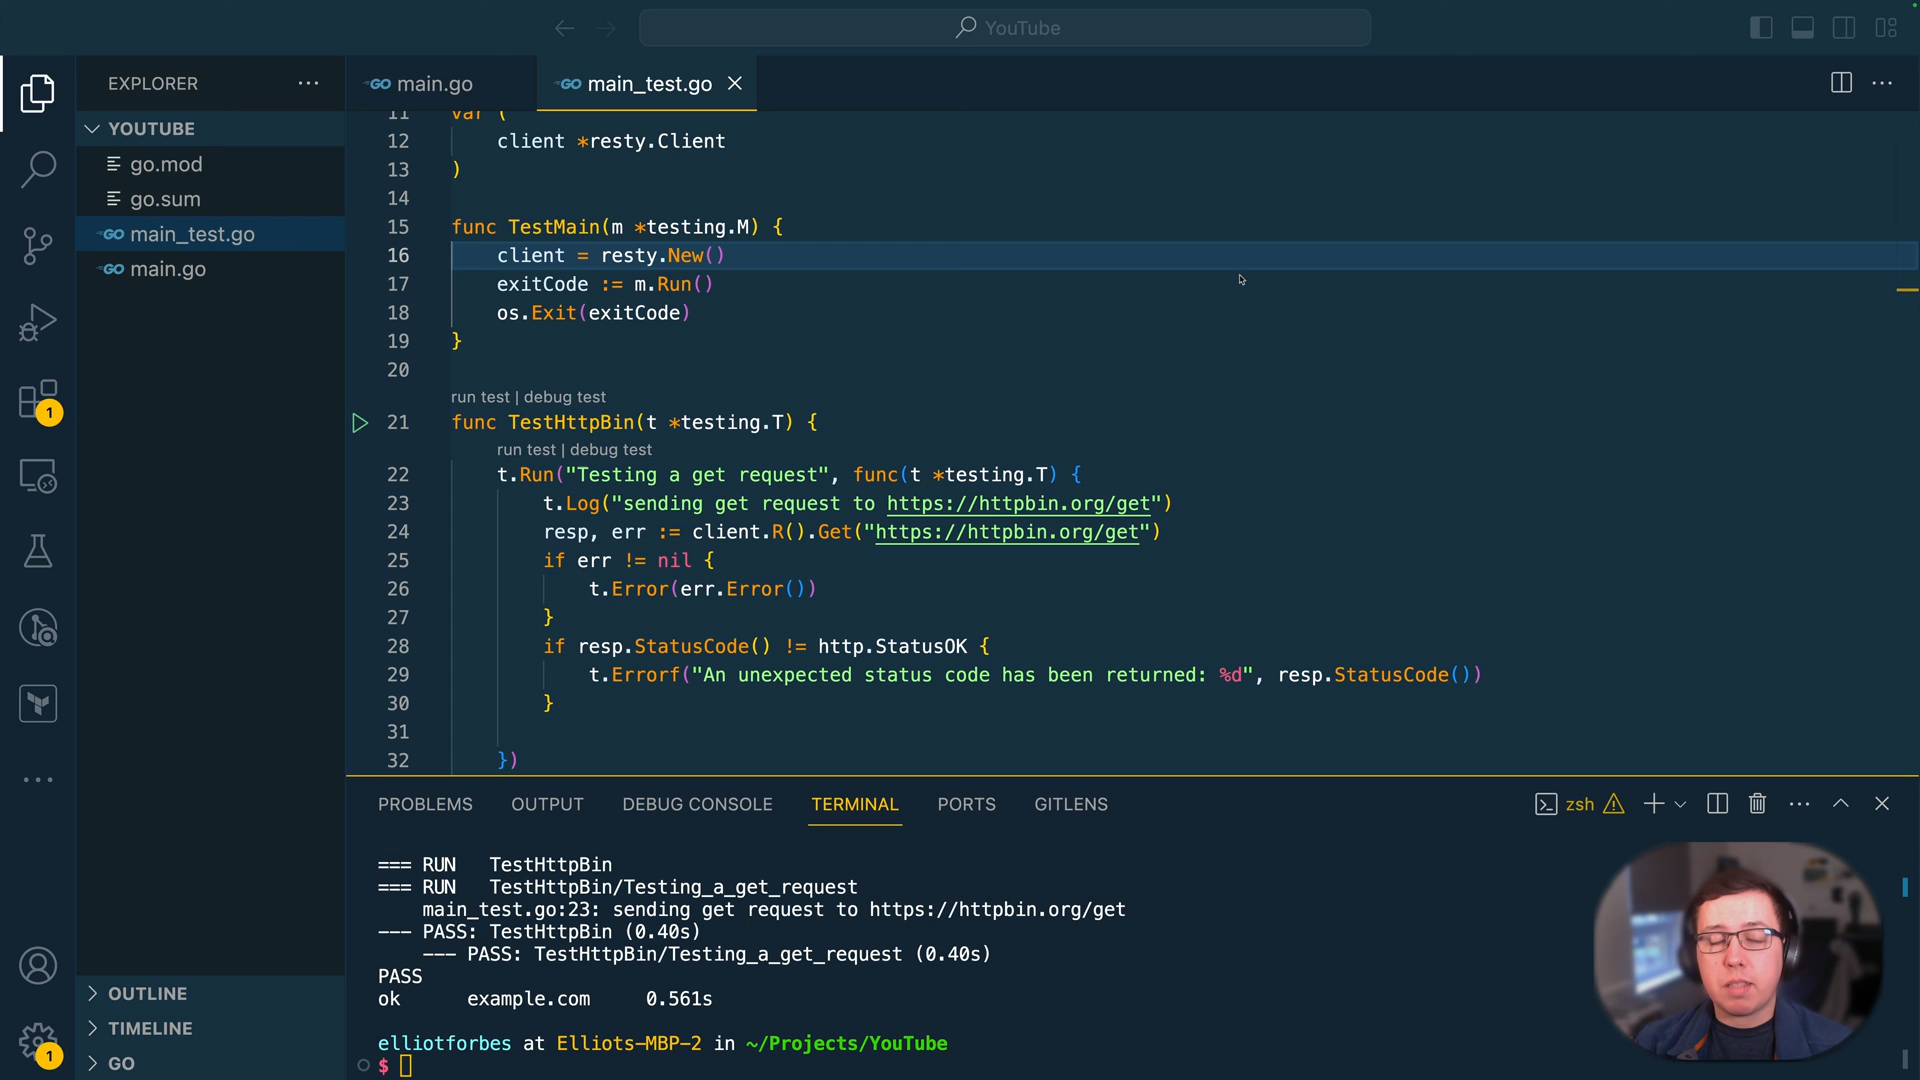 YouTube
EXPLORER
YOUTUBE
go.mod
go.sum
main_test.go
main.go
main.go
main_test.go
11 var (
12 client *resty.Client
13 )
14
15 func TestMain(m *testing.M) {
16 client = resty.New()
17 exitCode := m.Run()
18 os.Exit(exitCode)
19 }
20
run test | debug test
21 func TestHttpBin(t *testing.T) {
run test | debug test
22 t.Run("Testing a get request", func(t *testing.T) {
23 t.Log("sending get request to https://httpbin.org/get")
24 resp, err := client.R().Get("https://httpbin.org/get")
25 if err != nil {
26 t.Error(err.Error())
27 }
28 if resp.StatusCode() != http.StatusOK {
29 t.Errorf("An unexpected status code has been returned: %d", resp.StatusCode())
30 }
31
32 })
PROBLEMS OUTPUT DEBUG CONSOLE TERMINAL PORTS GITLENS
zsh
=== RUN TestHttpBin
=== RUN TestHttpBin/Testing_a_get_request
main_test.go:23: sending get request to https://httpbin.org/get
--- PASS: TestHttpBin (0.40s)
--- PASS: TestHttpBin/Testing_a_get_request (0.40s)
PASS
ok example.com 0.561s
elliotforbes at Elliots-MBP-2 in ~/Projects/YouTube
$
OUTLINE
TIMELINE
GO
1
1